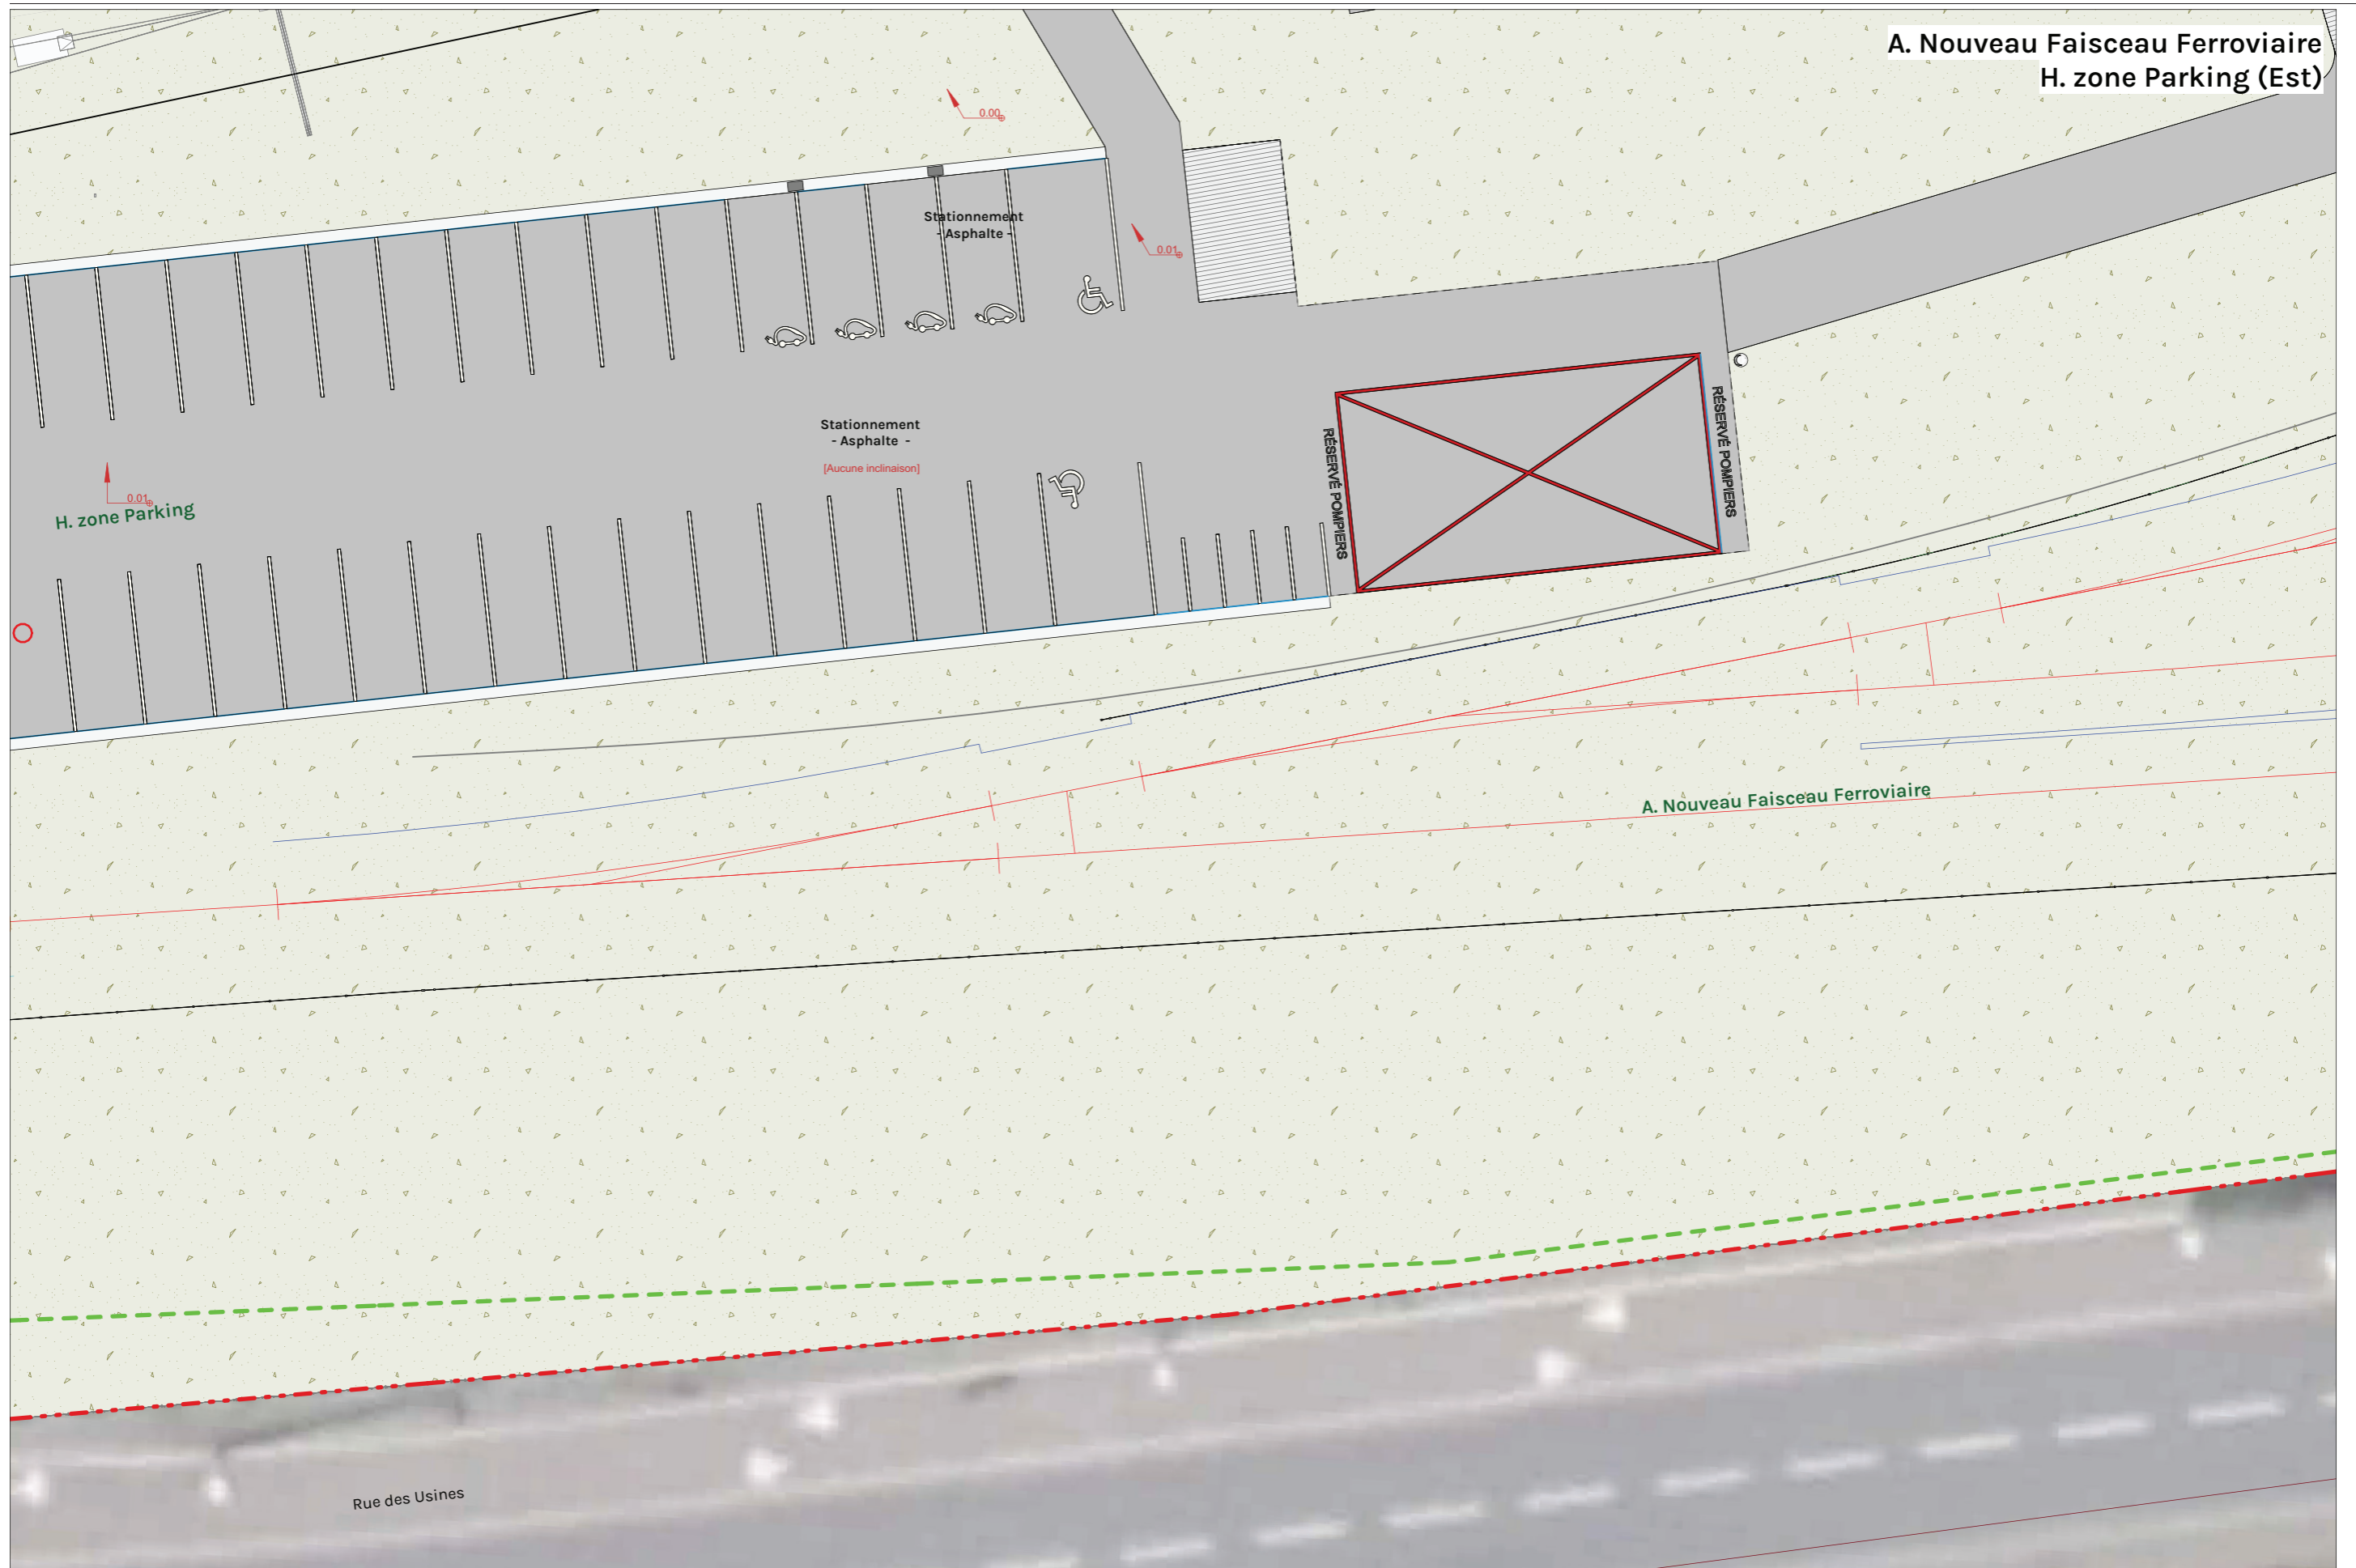 A. Nouveau Faisceau Ferroviaire
H. zone Parking (Est)
0.00
Stationnement
- Asphalte -
0.01
Stationnement
- Asphalte -
[Aucune inclinaison]
RÉSERVÉ POMPIERS
RÉSERVÉ POMPIERS
0.01
H. zone Parking
A. Nouveau Faisceau Ferroviaire
Rue des Usines